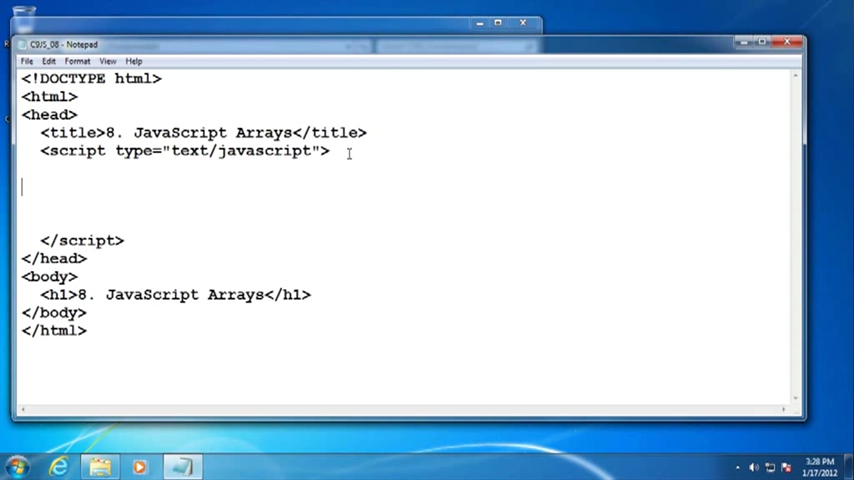 C9JS_08 - Notepad
File Edit Format View Help
<!DOCTYPE html>
<html>
<head>
<title>8. JavaScript Arrays</title>
<script type="text/javascript">
</script>
</head>
<body>
<h1>8. JavaScript Arrays</h1>
</body>
</html>
3:28 PM
1/17/2012